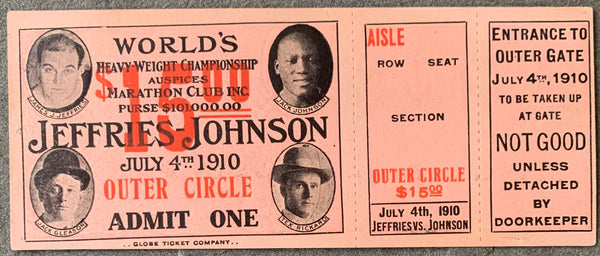 WORLD'S
HEAVY-WEIGHT CHAMPIONSHIP
$15.00
AUSPICES
MARATHON CLUB INC.
PURSE $101000.00
JAMES J. JEFFRIES
JACK JOHNSON
JEFFRIES-JOHNSON
JULY 4TH 1910
OUTER CIRCLE
ADMIT ONE
JACK GLEASON
TEX RICKARD
..GLOBE TICKET COMPANY..
AISLE
ROW SEAT
SECTION
OUTER CIRCLE
$15.00
July 4th, 1910
JEFFRIES VS. JOHNSON
ENTRANCE TO
OUTER GATE
JULY 4TH, 1910
TO BE TAKEN UP
AT GATE
NOT GOOD
UNLESS
DETACHED
BY
DOORKEEPER